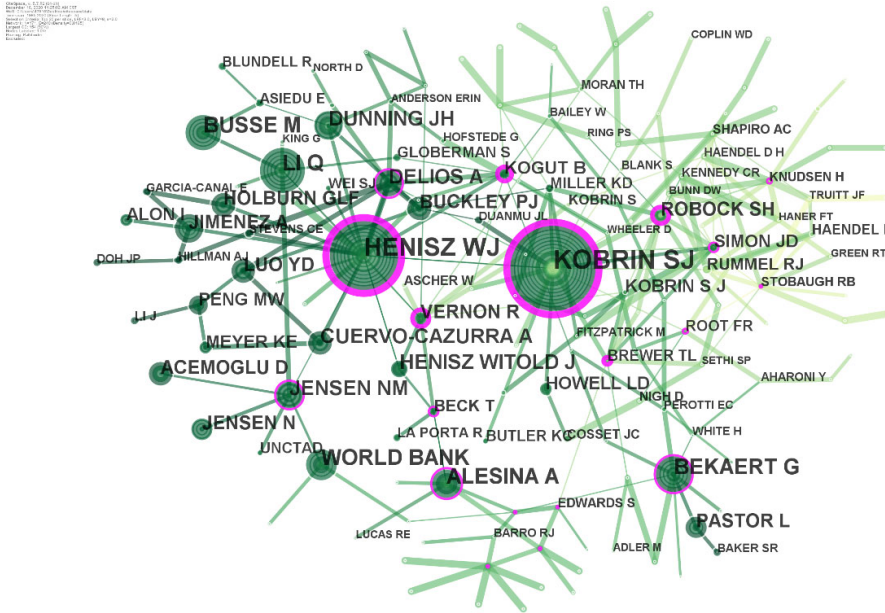 COPLIN WD
BLUNDELL R
NORTH D
MORAN TH
ASIEDU E
ANDERSON ERIN
BAILEY W
BUSSE M
DUNNING JH
HOFSTEDE G
RING PS
SHAPIRO AC
KING G
GLOBERMAN S
HAENDEL D H
LI Q
WEI SJ
DELIOS A
KOGUT B
BLANK S
KENNEDY CR
KNUDSEN H
GARCIA-CANAL E
HOLBURN GLF
MILLER KD
BUNN DW
TRUITT JF
BUCKLEY PJ
KOBRIN S
ALON I
JIMENEZ A
DUANMU JL
ROBOCK SH
HANER FT
STEVENS CE
WHEELER D
HAENDEL
HENISZ WJ
KOBRIN SJ
SIMON JD
GREEN RT
DOH JP
HILLMAN AJ
RUMMEL RJ
LUO YD
ASCHER W
KOBRIN S J
STOBAUGH RB
PENG MW
LI J
VERNON R
FITZPATRICK M
ROOT FR
MEYER KE
CUERVO-CAZURRA A
BREWER TL
SETHI SP
ACEMOGLU D
HENISZ WITOLD J
AHARONI Y
JENSEN NM
HOWELL LD
NIGH D
PEROTTI EC
BECK T
JENSEN N
LA PORTA R
BUTLER KC
COSSET JC
WHITE H
UNCTAD
WORLD BANK
ALESINA A
BEKAERT G
EDWARDS S
PASTOR L
LUCAS RE
BARRO RJ
ADLER M
BAKER SR